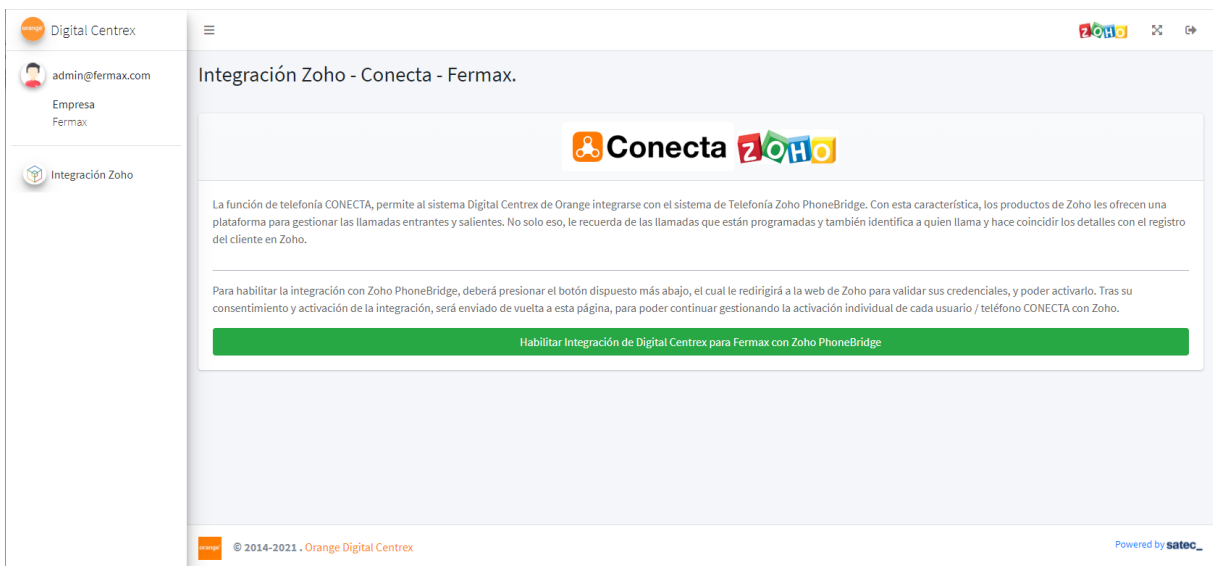 orange
Digital Centrex
ZOHO
admin@fermax.com
Empresa
Fermax
Integración Zoho
Integración Zoho - Conecta - Fermax.
Conecta ZOHO
La función de telefonía CONECTA, permite al sistema Digital Centrex de Orange integrarse con el sistema de Telefonía Zoho PhoneBridge. Con esta característica, los productos de Zoho les ofrecen una
plataforma para gestionar las llamadas entrantes y salientes. No solo eso, le recuerda de las llamadas que están programadas y también identifica a quien llama y hace coincidir los detalles con el registro
del cliente en Zoho.
Para habilitar la integración con Zoho PhoneBridge, deberá presionar el botón dispuesto más abajo, el cual le redirigirá a la web de Zoho para validar sus credenciales, y poder activarlo. Tras su
consentimiento y activación de la integración, será enviado de vuelta a esta página, para poder continuar gestionando la activación individual de cada usuario / teléfono CONECTA con Zoho.
Habilitar Integración de Digital Centrex para Fermax con Zoho PhoneBridge
orange
© 2014-2021 . Orange Digital Centrex
Powered by satec_